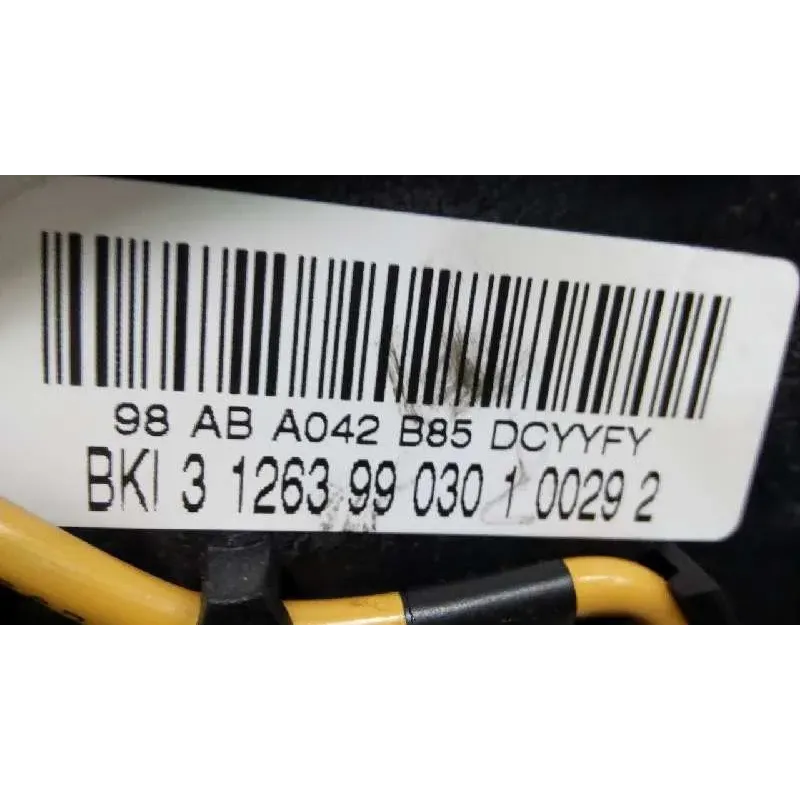 98 AB A042 B85 DCYYFY
BKI 3 1263 99 030 1 0029 2